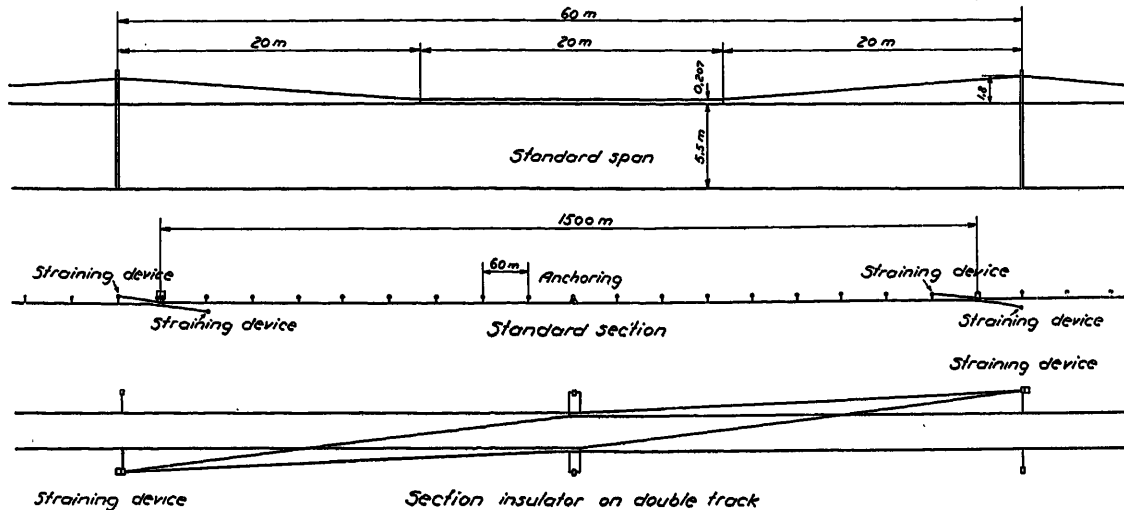 60 m
20 m 20 m 20 m
0,207
1,8
5.5 m
Standard span
1500 m
Straining device
60 m
Anchoring
Straining device
Straining device
Standard section
Straining device
Straining device
Straining device
Section insulator on double track